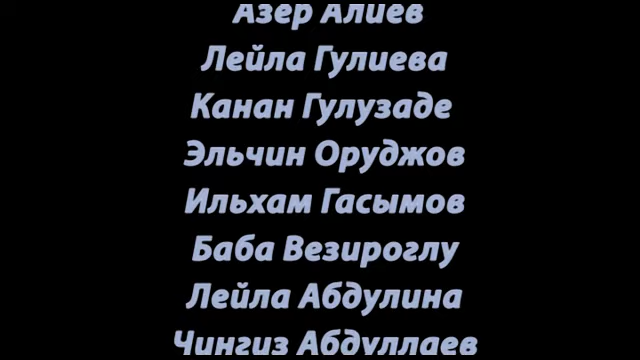 Азер Алиев
Лейла Гулиева
Канан Гулузаде
Эльчин Оруджов
Ильхам Гасымов
Баба Везироглу
Лейла Абдулина
Чингиз Абдуллаев